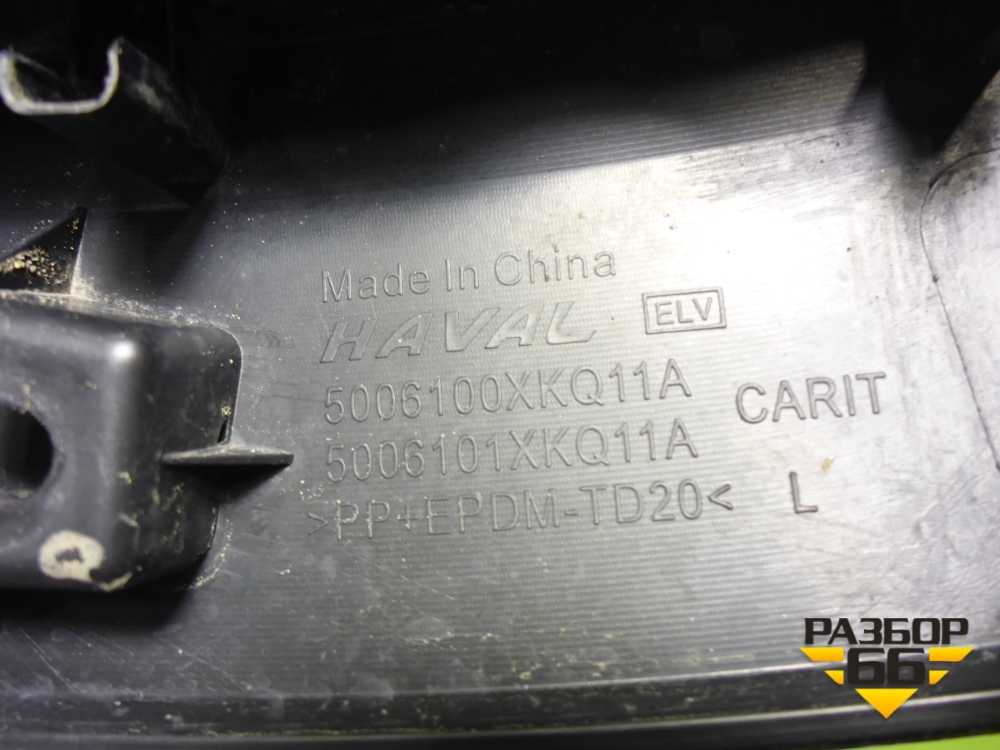 Made In China
HAVAL ELV
5006100XKQ11A
5006101XKQ11A CARIT
>PP+EPDM-TD20< L
РАЗБОР
66